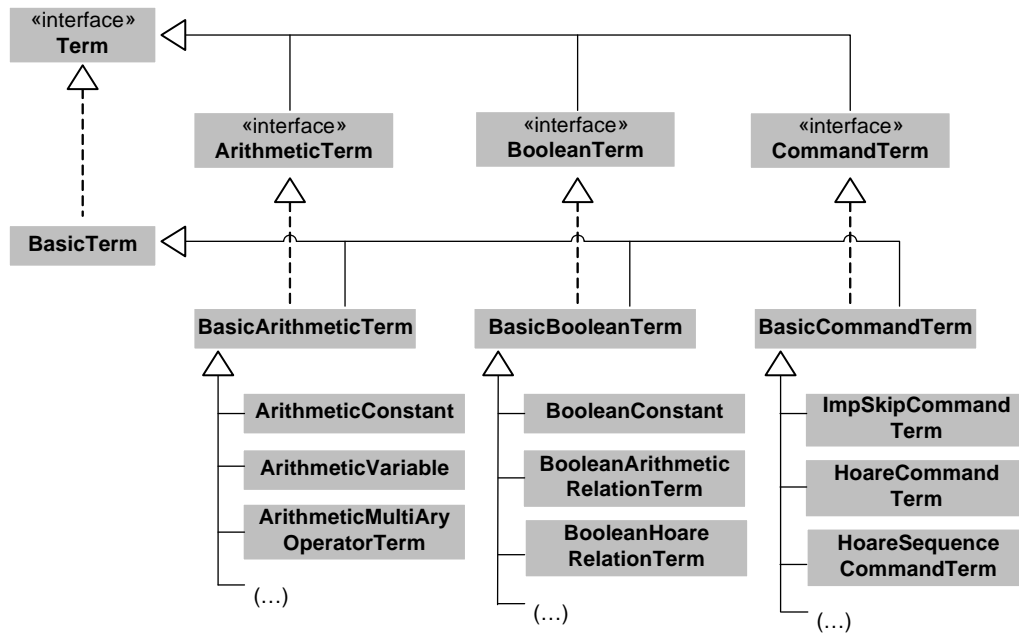 «interface»
Term
«interface»
ArithmeticTerm
«interface»
BooleanTerm
«interface»
CommandTerm
BasicTerm
BasicArithmeticTerm
BasicBooleanTerm
BasicCommandTerm
ArithmeticConstant
ArithmeticVariable
ArithmeticMultiAry
OperatorTerm
(...)
BooleanConstant
BooleanArithmetic
RelationTerm
BooleanHoare
RelationTerm
(...)
ImpSkipCommand
Term
HoareCommand
Term
HoareSequence
CommandTerm
(...)